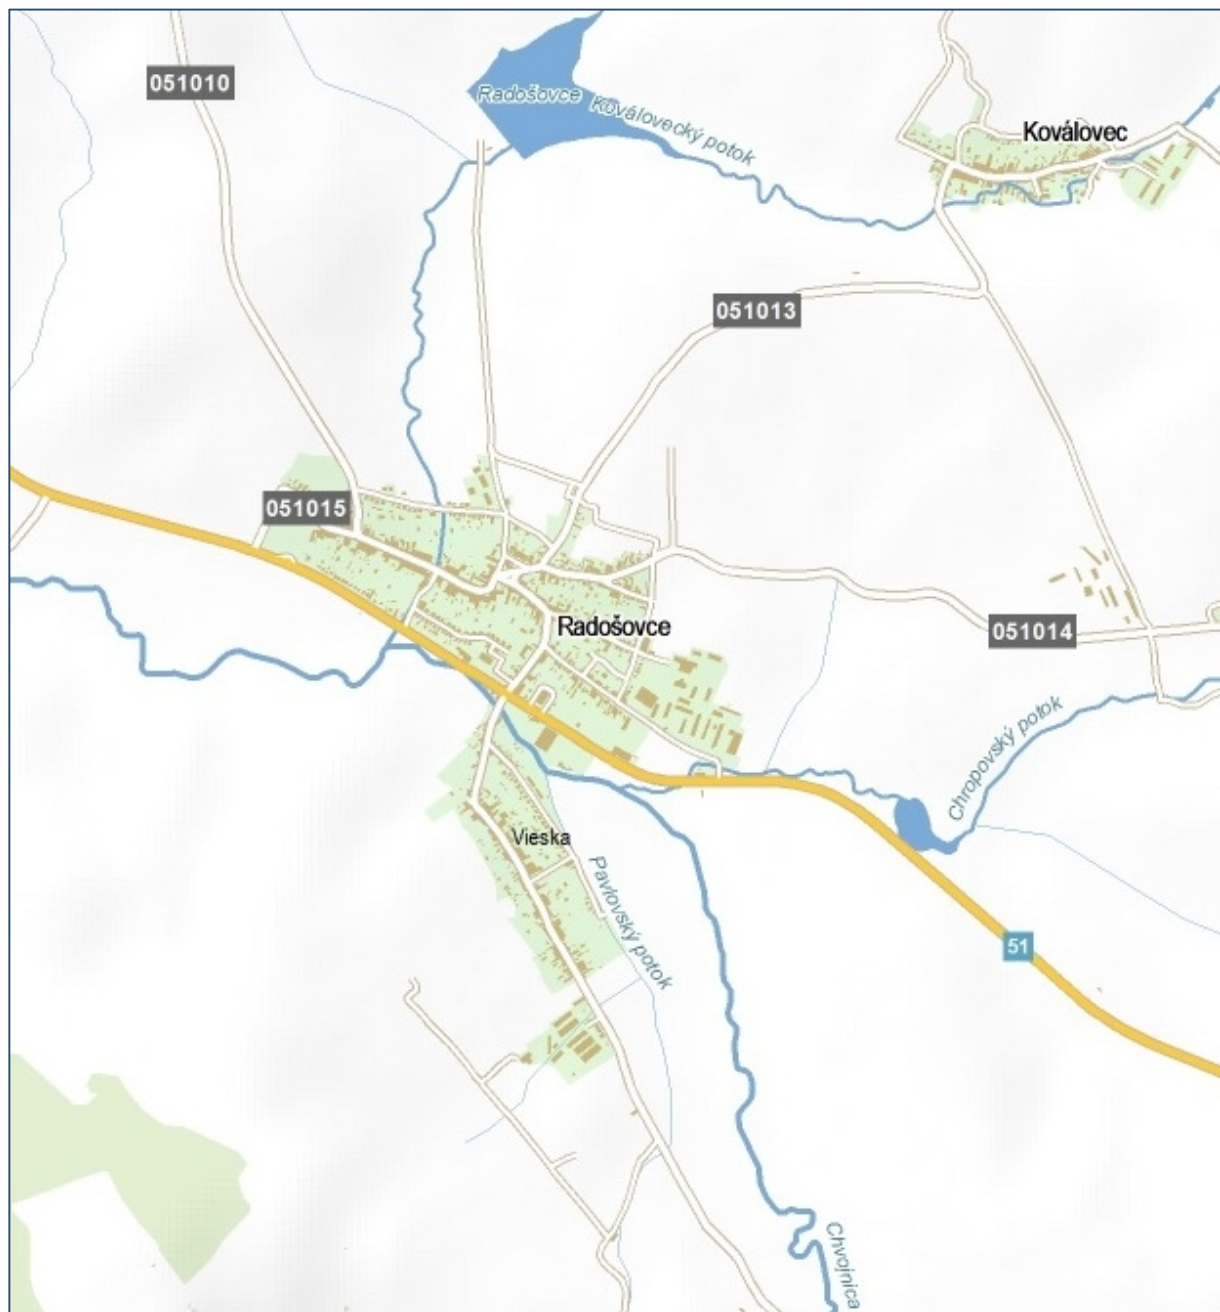 051010
Radošovce
Koválovecký potok
Koválovec
051013
051015
Radošovce
051014
Chropovský potok
Vieska
Pavlovský potok
51
Chvojnica